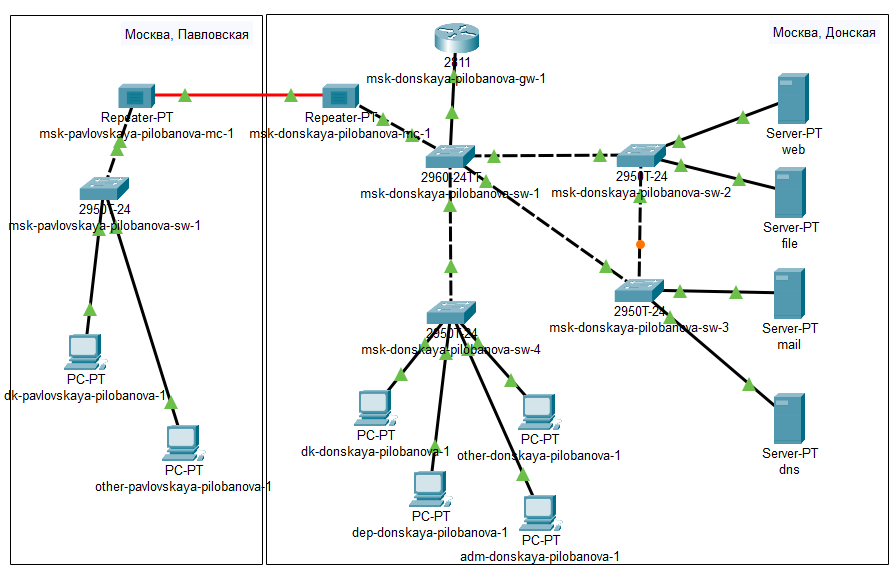 Москва, Павловская
Москва, Донская
2811
msk-donskaya-pilobanova-gw-1
Repeater-PT
msk-pavlovskaya-pilobanova-mc-1
Repeater-PT
msk-donskaya-pilobanova-mc-1
Server-PT
web
2960-24TT
msk-donskaya-pilobanova-sw-1
2950T-24
msk-donskaya-pilobanova-sw-2
2950T-24
msk-pavlovskaya-pilobanova-sw-1
Server-PT
file
2950T-24
msk-donskaya-pilobanova-sw-3
Server-PT
mail
2950T-24
msk-donskaya-pilobanova-sw-4
PC-PT
dk-pavlovskaya-pilobanova-1
PC-PT
dk-donskaya-pilobanova-1
PC-PT
other-donskaya-pilobanova-1
Server-PT
dns
PC-PT
other-pavlovskaya-pilobanova-1
PC-PT
dep-donskaya-pilobanova-1
PC-PT
adm-donskaya-pilobanova-1